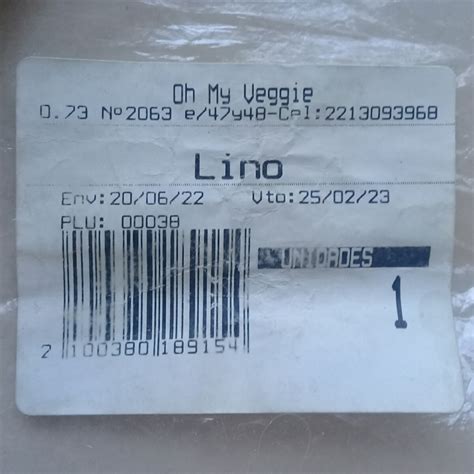 Oh My Veggie
0.73 Nº2063 e/47y48-Cel:2213093968
Lino
Env:20/06/22 Vto:25/02/23
PLU: 00038
UNIDADES
1
2 100380 189154